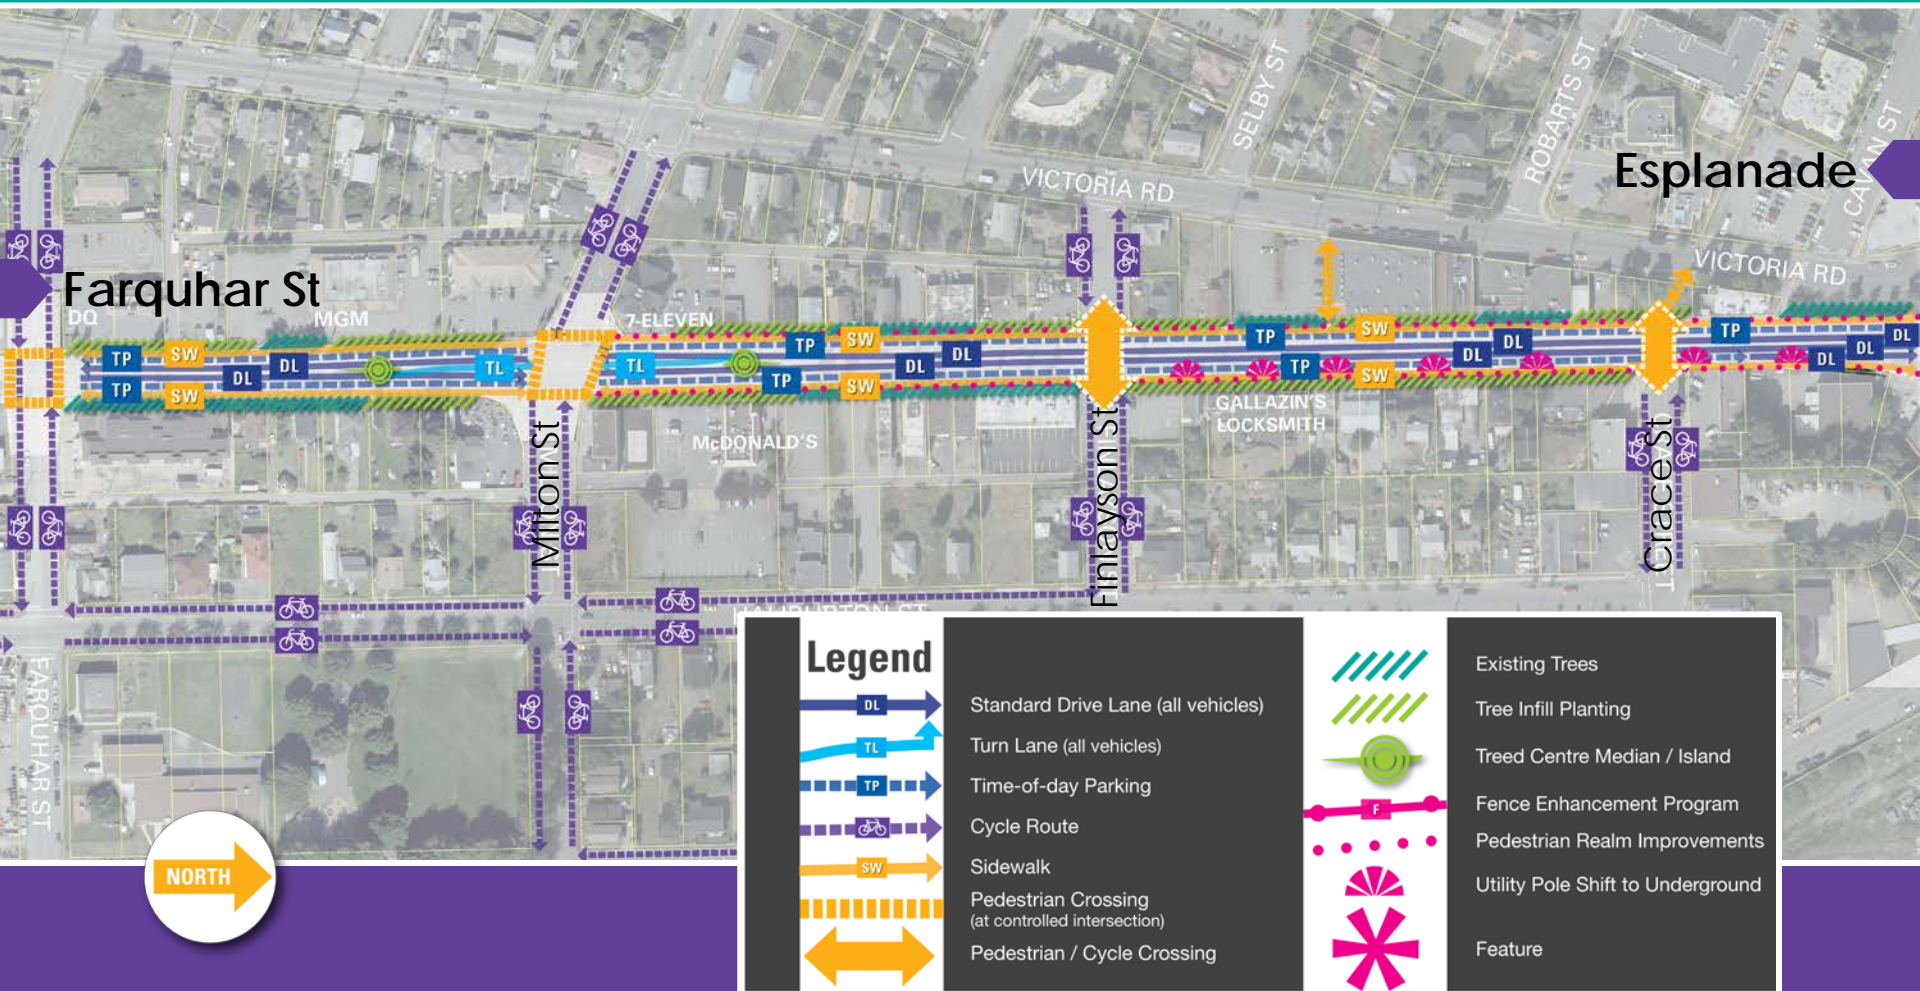 SELBY ST
ROBARTS ST
CAVAN ST
Esplanade
VICTORIA RD
VICTORIA RD
Farquhar St
DQ
MGM
7-ELEVEN
TP
SW
DL
DL
TL
TL
TP
SW
DL
DL
TP
SW
DL
DL
TP
DL
DL
DL
TP
SW
TP
SW
TP
SW
McDONALD'S
GALLAZIN'S
LOCKSMITH
Milton St
Finlayson St
Crace St
HALIBURTON ST
FARQUHAR ST
NORTH
Legend
DL
Standard Drive Lane (all vehicles)
TL
Turn Lane (all vehicles)
TP
Time-of-day Parking
Cycle Route
SW
Sidewalk
Pedestrian Crossing
(at controlled intersection)
Pedestrian / Cycle Crossing
Existing Trees
Tree Infill Planting
Treed Centre Median / Island
F
Fence Enhancement Program
Pedestrian Realm Improvements
Utility Pole Shift to Underground
Feature